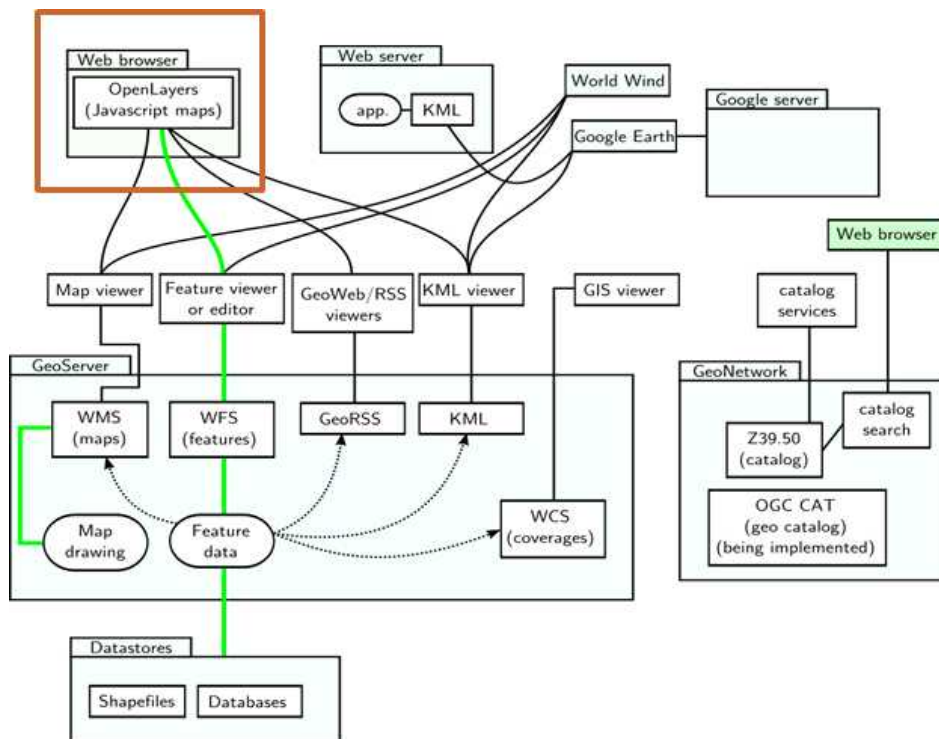 Web browser
OpenLayers
(Javascript maps)
Web server
app.
KML
World Wind
Google Earth
Google server
Web browser
Map viewer
Feature viewer
or editor
GeoWeb/RSS
viewers
KML viewer
GIS viewer
catalog
services
GeoServer
WMS
(maps)
WFS
(features)
GeoRSS
KML
Map
drawing
Feature
data
WCS
(coverages)
GeoNetwork
Z39.50
(catalog)
catalog
search
OGC CAT
(geo catalog)
(being implemented)
Datastores
Shapefiles
Databases